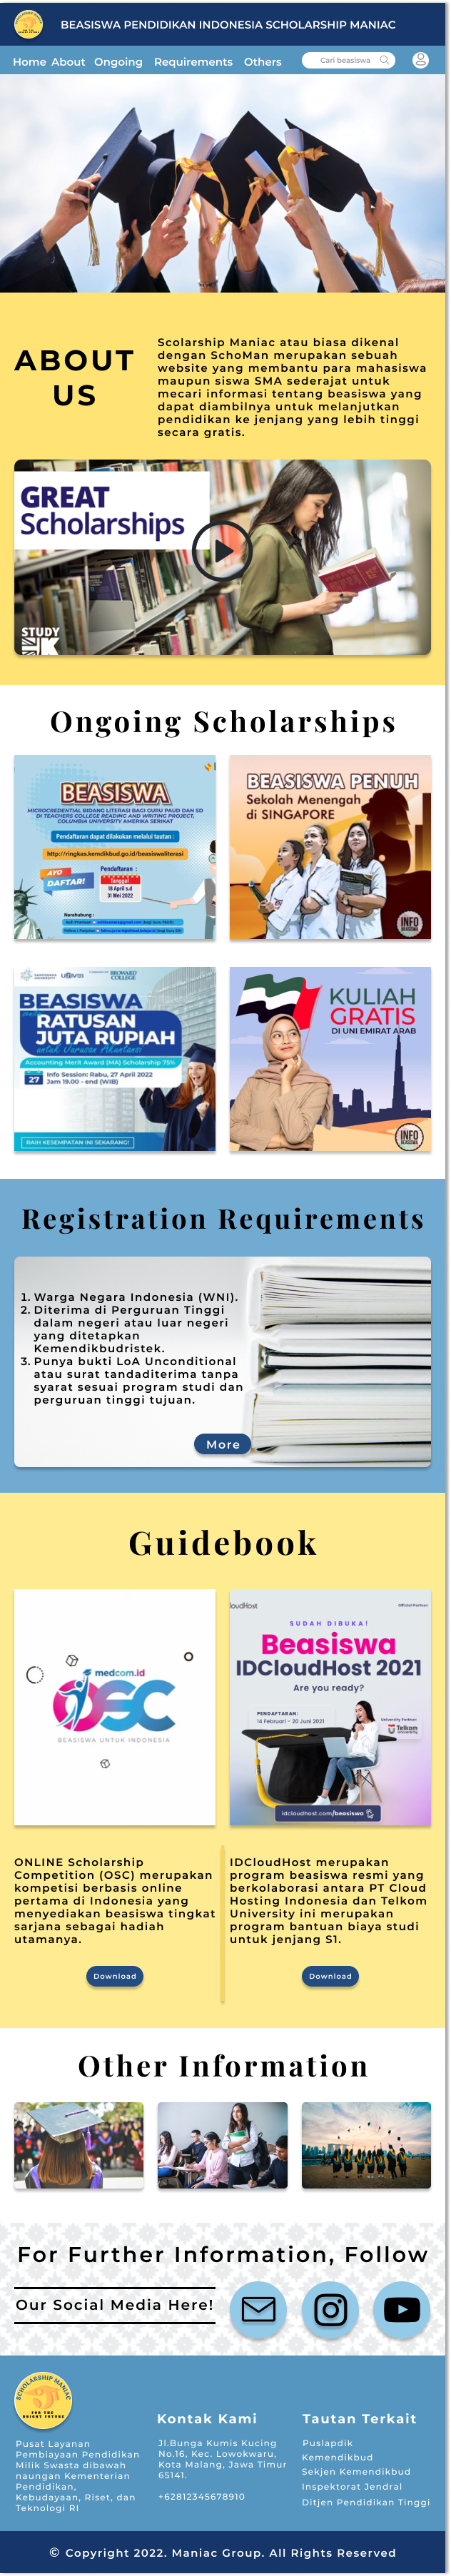 BEASISWA PENDIDIKAN INDONESIA SCHOLARSHIP MANIAC
Home About Ongoing Requirements Others
Cari beasiswa
ABOUT
US
Scolarship Maniac atau biasa dikenal
dengan SchoMan merupakan sebuah
website yang membantu para mahasiswa
maupun siswa SMA sederajat untuk
mecari informasi tentang beasiswa yang
dapat diambilnya untuk melanjutkan
pendidikan ke jenjang yang lebih tinggi
secara gratis.
GREAT
Scholarships
STUDY
UK
Ongoing Scholarships
BEASISWA
MICROCREDENTIAL BIDANG LITERASI BAGI GURU PAUD DAN SD
DI TEACHERS COLLEGE READING AND WRITING PROJECT,
COLUMBIA UNIVERSITY AMERIKA SERIKAT
Pendaftaran dapat dilakukan melalui tautan :
http://ringkas.kemdikbud.go.id/beasiswaliterasi
AYO
DAFTAR!
Pendaftaran :
Tanggal
18 April s.d
31 Mei 2022
Narahubung :
BEASISWA PENUH
Sekolah Menengah
di SINGAPORE
INFO
BEASISWA
BROWARD
COLLEGE
BEASISWA
RATUSAN
JUTA RUPIAH
untuk Jurusan Akuntansi
Accounting Merit Award (MA) Scholarship 75%
27
Info Session: Rabu, 27 April 2022
Jam 19.00 - end (WIB)
RAIH KESEMPATAN INI SEKARANG!
KULIAH
GRATIS
DI UNI EMIRAT ARAB
INFO
BEASISWA
Registration Requirements
1. Warga Negara Indonesia (WNI).
2. Diterima di Perguruan Tinggi
dalam negeri atau luar negeri
yang ditetapkan
Kemendikbudristek.
3. Punya bukti LoA Unconditional
atau surat tandaditerima tanpa
syarat sesuai program studi dan
perguruan tinggi tujuan.
More
Guidebook
medcom.id
OSC
BEASISWA UNTUK INDONESIA
loudHost
Official Partner
SUDAH DIBUKA!
Beasiswa
IDCloudHost 2021
Are you ready?
PENDAFTARAN:
14 Februari - 20 Juni 2021
University Partner
Telkom
University
idcloudhost.com/beasiswa
ONLINE Scholarship
Competition (OSC) merupakan
kompetisi berbasis online
pertama di Indonesia yang
menyediakan beasiswa tingkat
sarjana sebagai hadiah
utamanya.
Download
IDCloudHost merupakan
program beasiswa resmi yang
berkolaborasi antara PT Cloud
Hosting Indonesia dan Telkom
University ini merupakan
program bantuan biaya studi
untuk jenjang S1.
Download
Other Information
For Further Information, Follow
Our Social Media Here!
SCHOLARSHIP MANIAC
FOR THE
BRIGHT FUTURE
Pusat Layanan
Pembiayaan Pendidikan
Milik Swasta dibawah
naungan Kementerian
Pendidikan,
Kebudayaan, Riset, dan
Teknologi RI
Kontak Kami
Jl.Bunga Kumis Kucing
No.16, Kec. Lowokwaru,
Kota Malang, Jawa Timur
65141.
+62812345678910
Tautan Terkait
Puslapdik
Kemendikbud
Sekjen Kemendikbud
Inspektorat Jendral
Ditjen Pendidikan Tinggi
© Copyright 2022. Maniac Group. All Rights Reserved